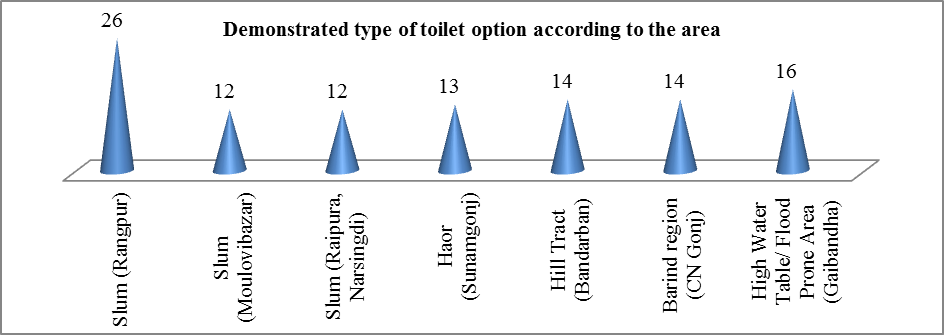 Demonstrated type of toilet option according to the area
26
12
12
13
14
14
16
Slum (Rangpur)
Slum
(Moulovibazar)
Slum (Raipura,
Narsingdi)
Haor
(Sunamgonj)
Hill Tract
(Bandarban)
Barind region
(CN Gonj)
High Water
Table/ Flood
Prone Area
(Gaibandha)